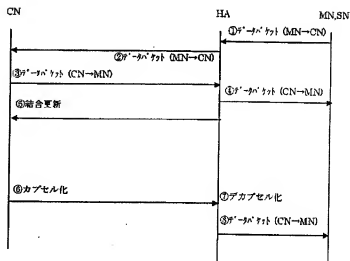 CN
HA
MN,SN
①データパケット (MN→CN)
②データパケット (MN→CN)
③データパケット (CN→MN)
④データパケット (CN→MN)
⑤結合更新
⑥カプセル化
⑦デカプセル化
⑧データパケット (CN→MN)